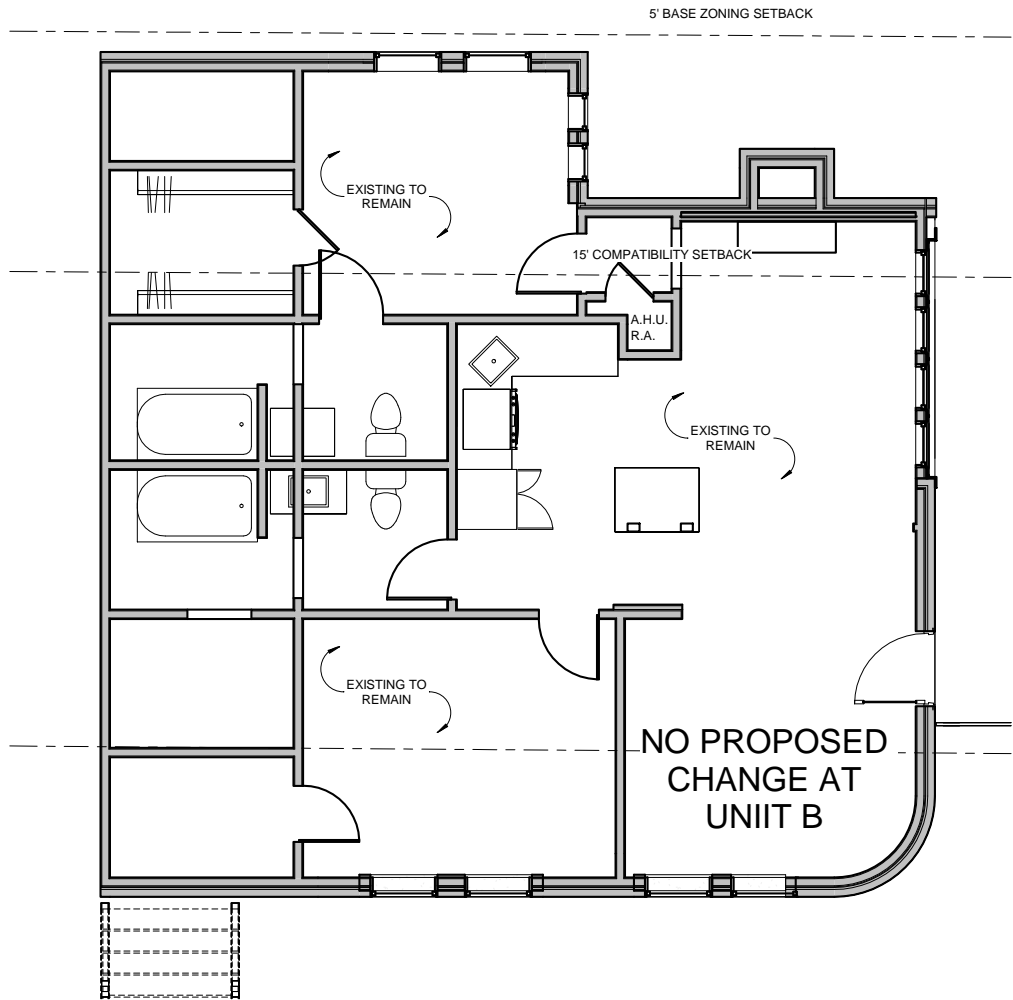 5' BASE ZONING SETBACK
EXISTING TO
REMAIN
15' COMPATIBILITY SETBACK
A.H.U.
R.A.
EXISTING TO
REMAIN
EXISTING TO
REMAIN
NO PROPOSED
CHANGE AT
UNIIT B